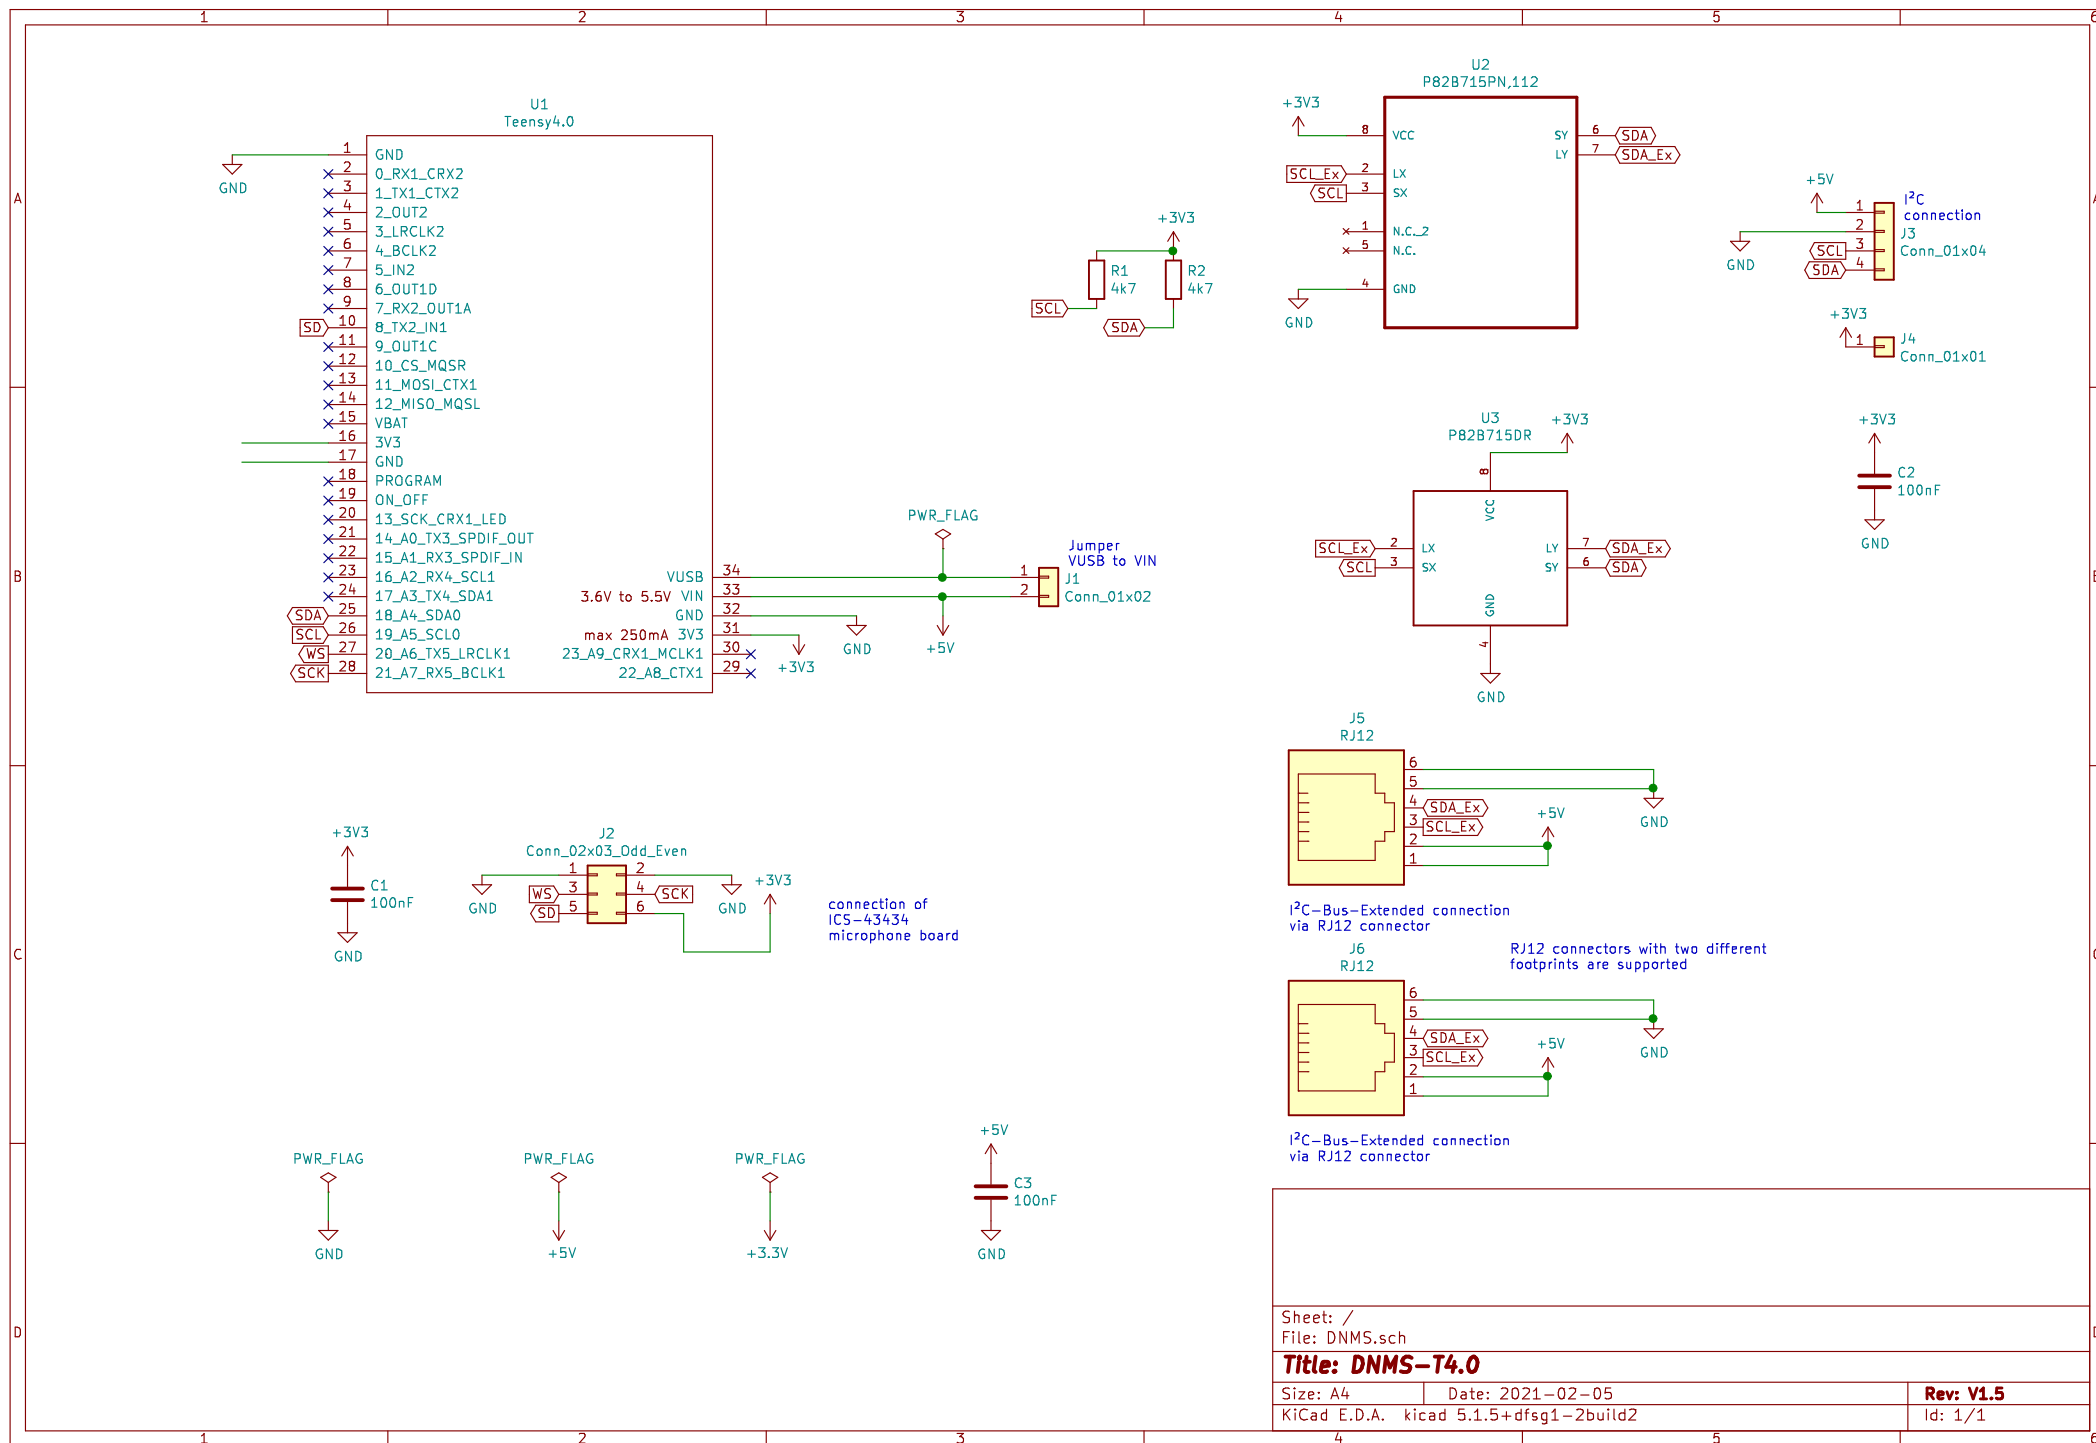 1 2 3 4 5 6
A
B
C
D
U1
Teensy4.0
1 GND
2 0_RX1_CRX2
3 1_TX1_CTX2
4 2_OUT2
5 3_LRCLK2
6 4_BCLK2
7 5_IN2
8 6_OUT1D
9 7_RX2_OUT1A
SD 10 8_TX2_IN1
11 9_OUT1C
12 10_CS_MQSR
13 11_MOSI_CTX1
14 12_MISO_MQSL
15 VBAT
16 3V3
17 GND
18 PROGRAM
19 ON_OFF
20 13_SCK_CRX1_LED
21 14_A0_TX3_SPDIF_OUT
22 15_A1_RX3_SPDIF_IN
23 16_A2_RX4_SCL1
24 17_A3_TX4_SDA1
SDA 25 18_A4_SDA0
SCL 26 19_A5_SCL0
WS 27 20_A6_TX5_LRCLK1
SCK 28 21_A7_RX5_BCLK1
GND
VUSB 34
3.6V to 5.5V VIN 33
GND 32
max 250mA 3V3 31
23_A9_CRX1_MCLK1 30
22_A8_CTX1 29
+3V3
GND
PWR_FLAG
+5V
Jumper
VUSB to VIN
1 J1
2 Conn_01x02
+3V3
R1
4k7
R2
4k7
SCL
SDA
U2
P82B715PN,112
+3V3
8 VCC
SCL_Ex 2 LX
SCL 3 SX
1 N.C._2
5 N.C.
4 GND
GND
SY 6 SDA
LY 7 SDA_Ex
+5V
I²C
connection
J3
Conn_01x04
1
2
SCL 3
SDA 4
GND
+3V3
1
J4
Conn_01x01
U3
P82B715DR
+3V3
8
VCC
SCL_Ex 2 LX
SCL 3 SX
LY 7 SDA_Ex
SY 6 SDA
GND
4
GND
+3V3
C2
100nF
GND
J5
RJ12
6
5
4 SDA_Ex
3 SCL_Ex
2
1
+5V
GND
I²C-Bus-Extended connection
via RJ12 connector
RJ12 connectors with two different
footprints are supported
J6
RJ12
6
5
4 SDA_Ex
3 SCL_Ex
2
1
+5V
GND
I²C-Bus-Extended connection
via RJ12 connector
+3V3
C1
100nF
GND
J2
Conn_02x03_Odd_Even
1 2
WS 3 4 SCK
SD 5 6
GND
GND
+3V3
connection of
ICS-43434
microphone board
PWR_FLAG
GND
PWR_FLAG
+5V
PWR_FLAG
+3.3V
+5V
C3
100nF
GND
Sheet: /
File: DNMS.sch
Title: DNMS-T4.0
Size: A4 Date: 2021-02-05 Rev: V1.5
KiCad E.D.A. kicad 5.1.5+dfsg1-2build2 Id: 1/1
1 2 3 4 5 6